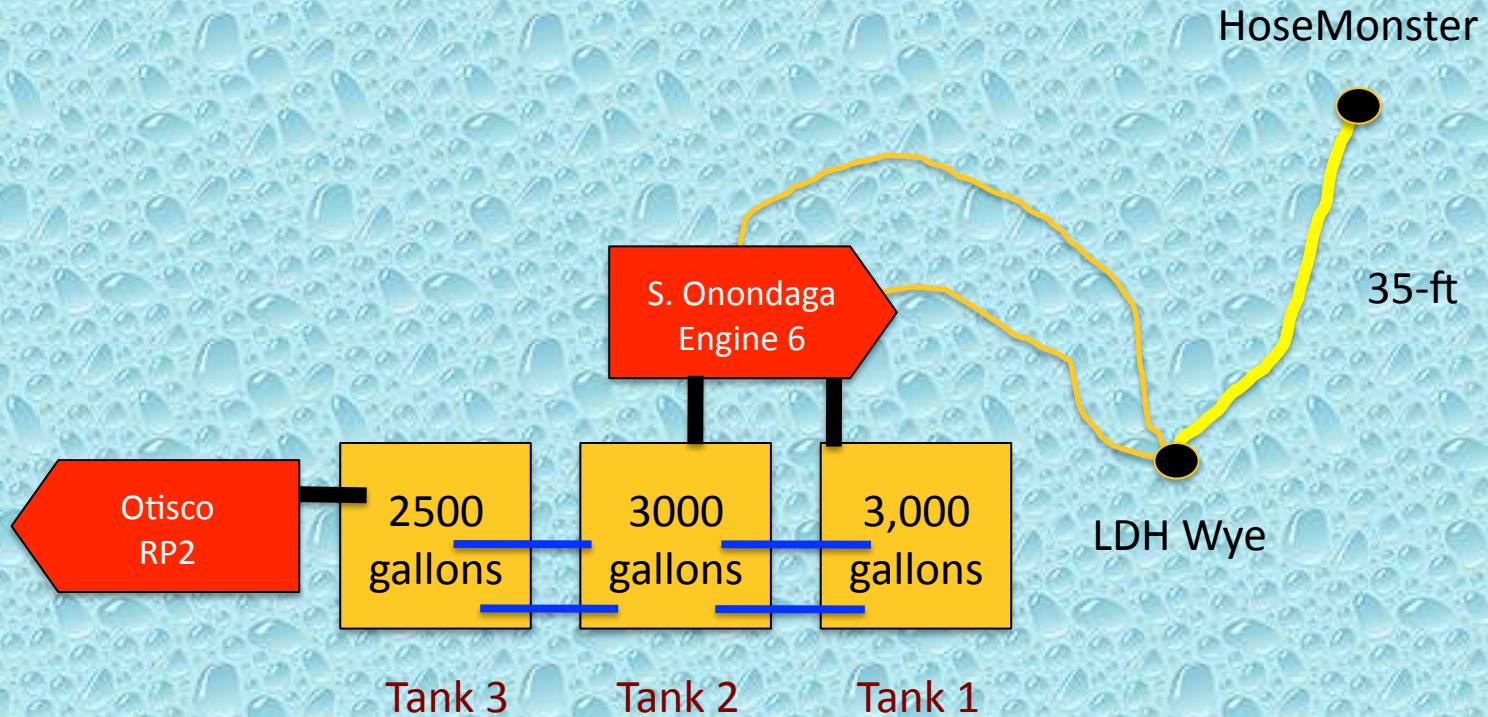 HoseMonster
35-ft
S. Onondaga
Engine 6
Otisco
RP2
2500
gallons
3000
gallons
3,000
gallons
LDH Wye
Tank 3
Tank 2
Tank 1